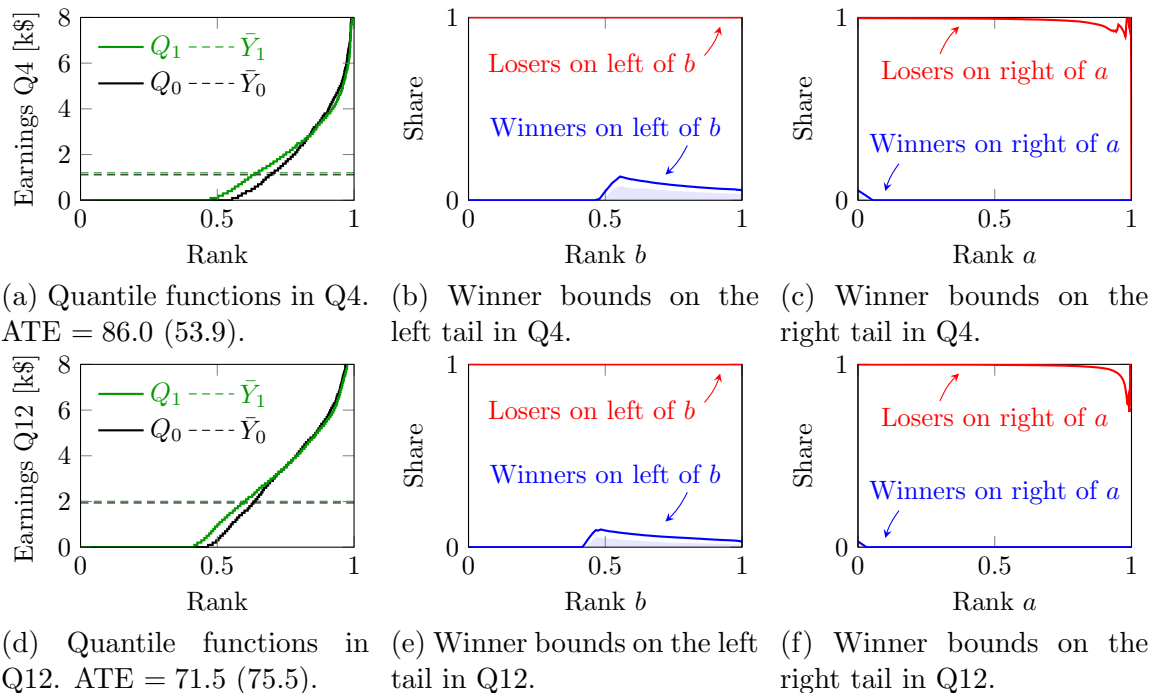 Earnings Q4 [k$]
8
6
4
2
0
Q1 Ȳ1
Q0 Ȳ0
0 0.5 1
Rank
Share
1
0
Losers on left of b
Winners on left of b
0 0.5 1
Rank b
Share
1
0
Losers on right of a
Winners on right of a
0 0.5 1
Rank a
(a) Quantile functions in Q4.
ATE = 86.0 (53.9).
(b) Winner bounds on the
left tail in Q4.
(c) Winner bounds on the
right tail in Q4.
Earnings Q12 [k$]
8
6
4
2
0
Q1 Ȳ1
Q0 Ȳ0
0 0.5 1
Rank
Share
1
0
Losers on left of b
Winners on left of b
0 0.5 1
Rank b
Share
1
0
Losers on right of a
Winners on right of a
0 0.5 1
Rank a
(d) Quantile functions in
Q12. ATE = 71.5 (75.5).
(e) Winner bounds on the left
tail in Q12.
(f) Winner bounds on the
right tail in Q12.